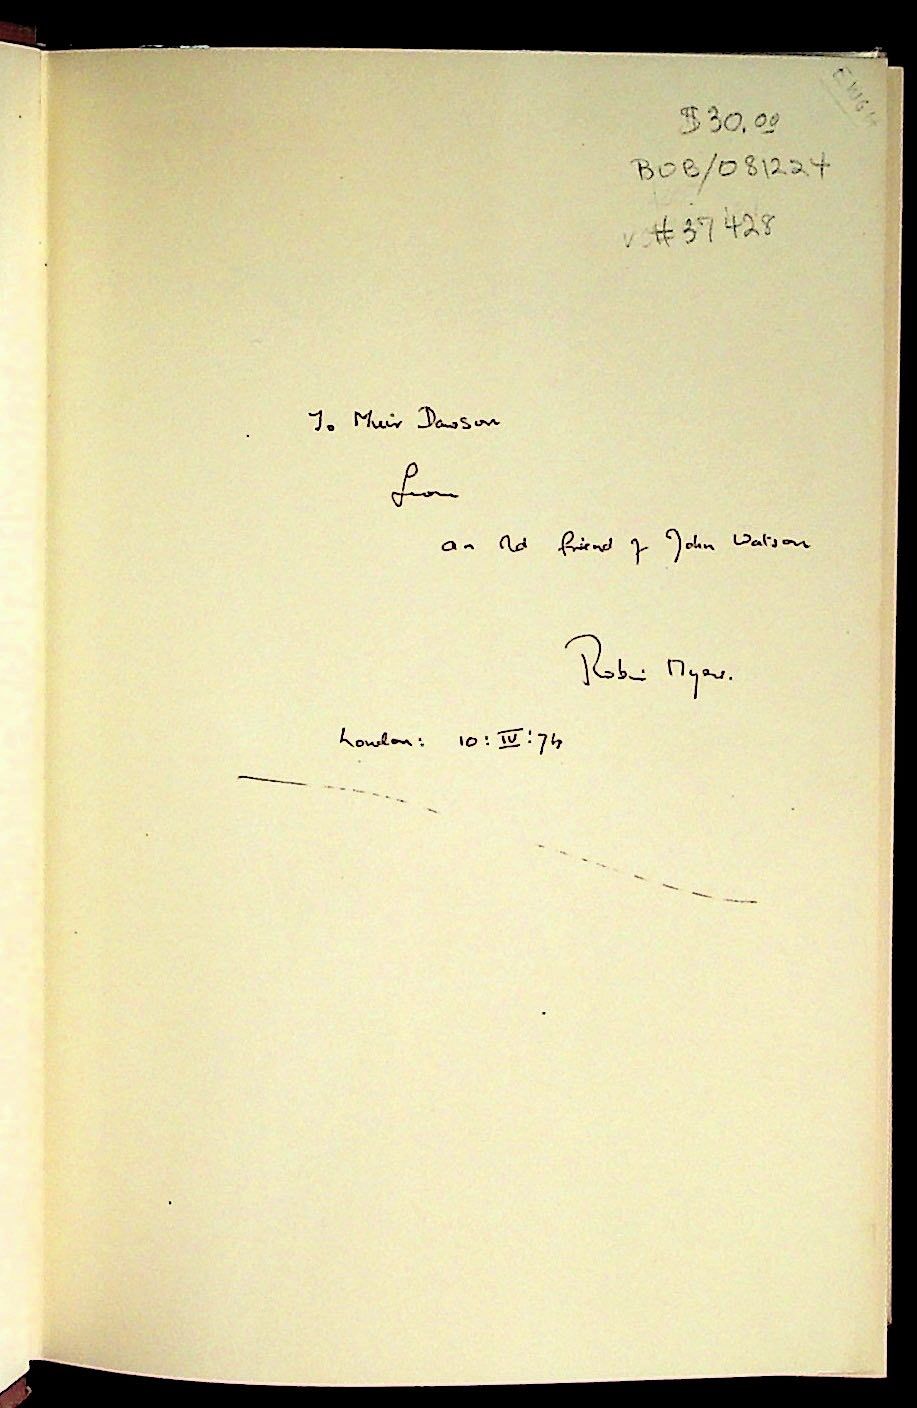 $30.00
BOB/081224
#37428
To Muir Dawson
from
an old friend of John Watson
Robin Myers.
London: 10:IV:74